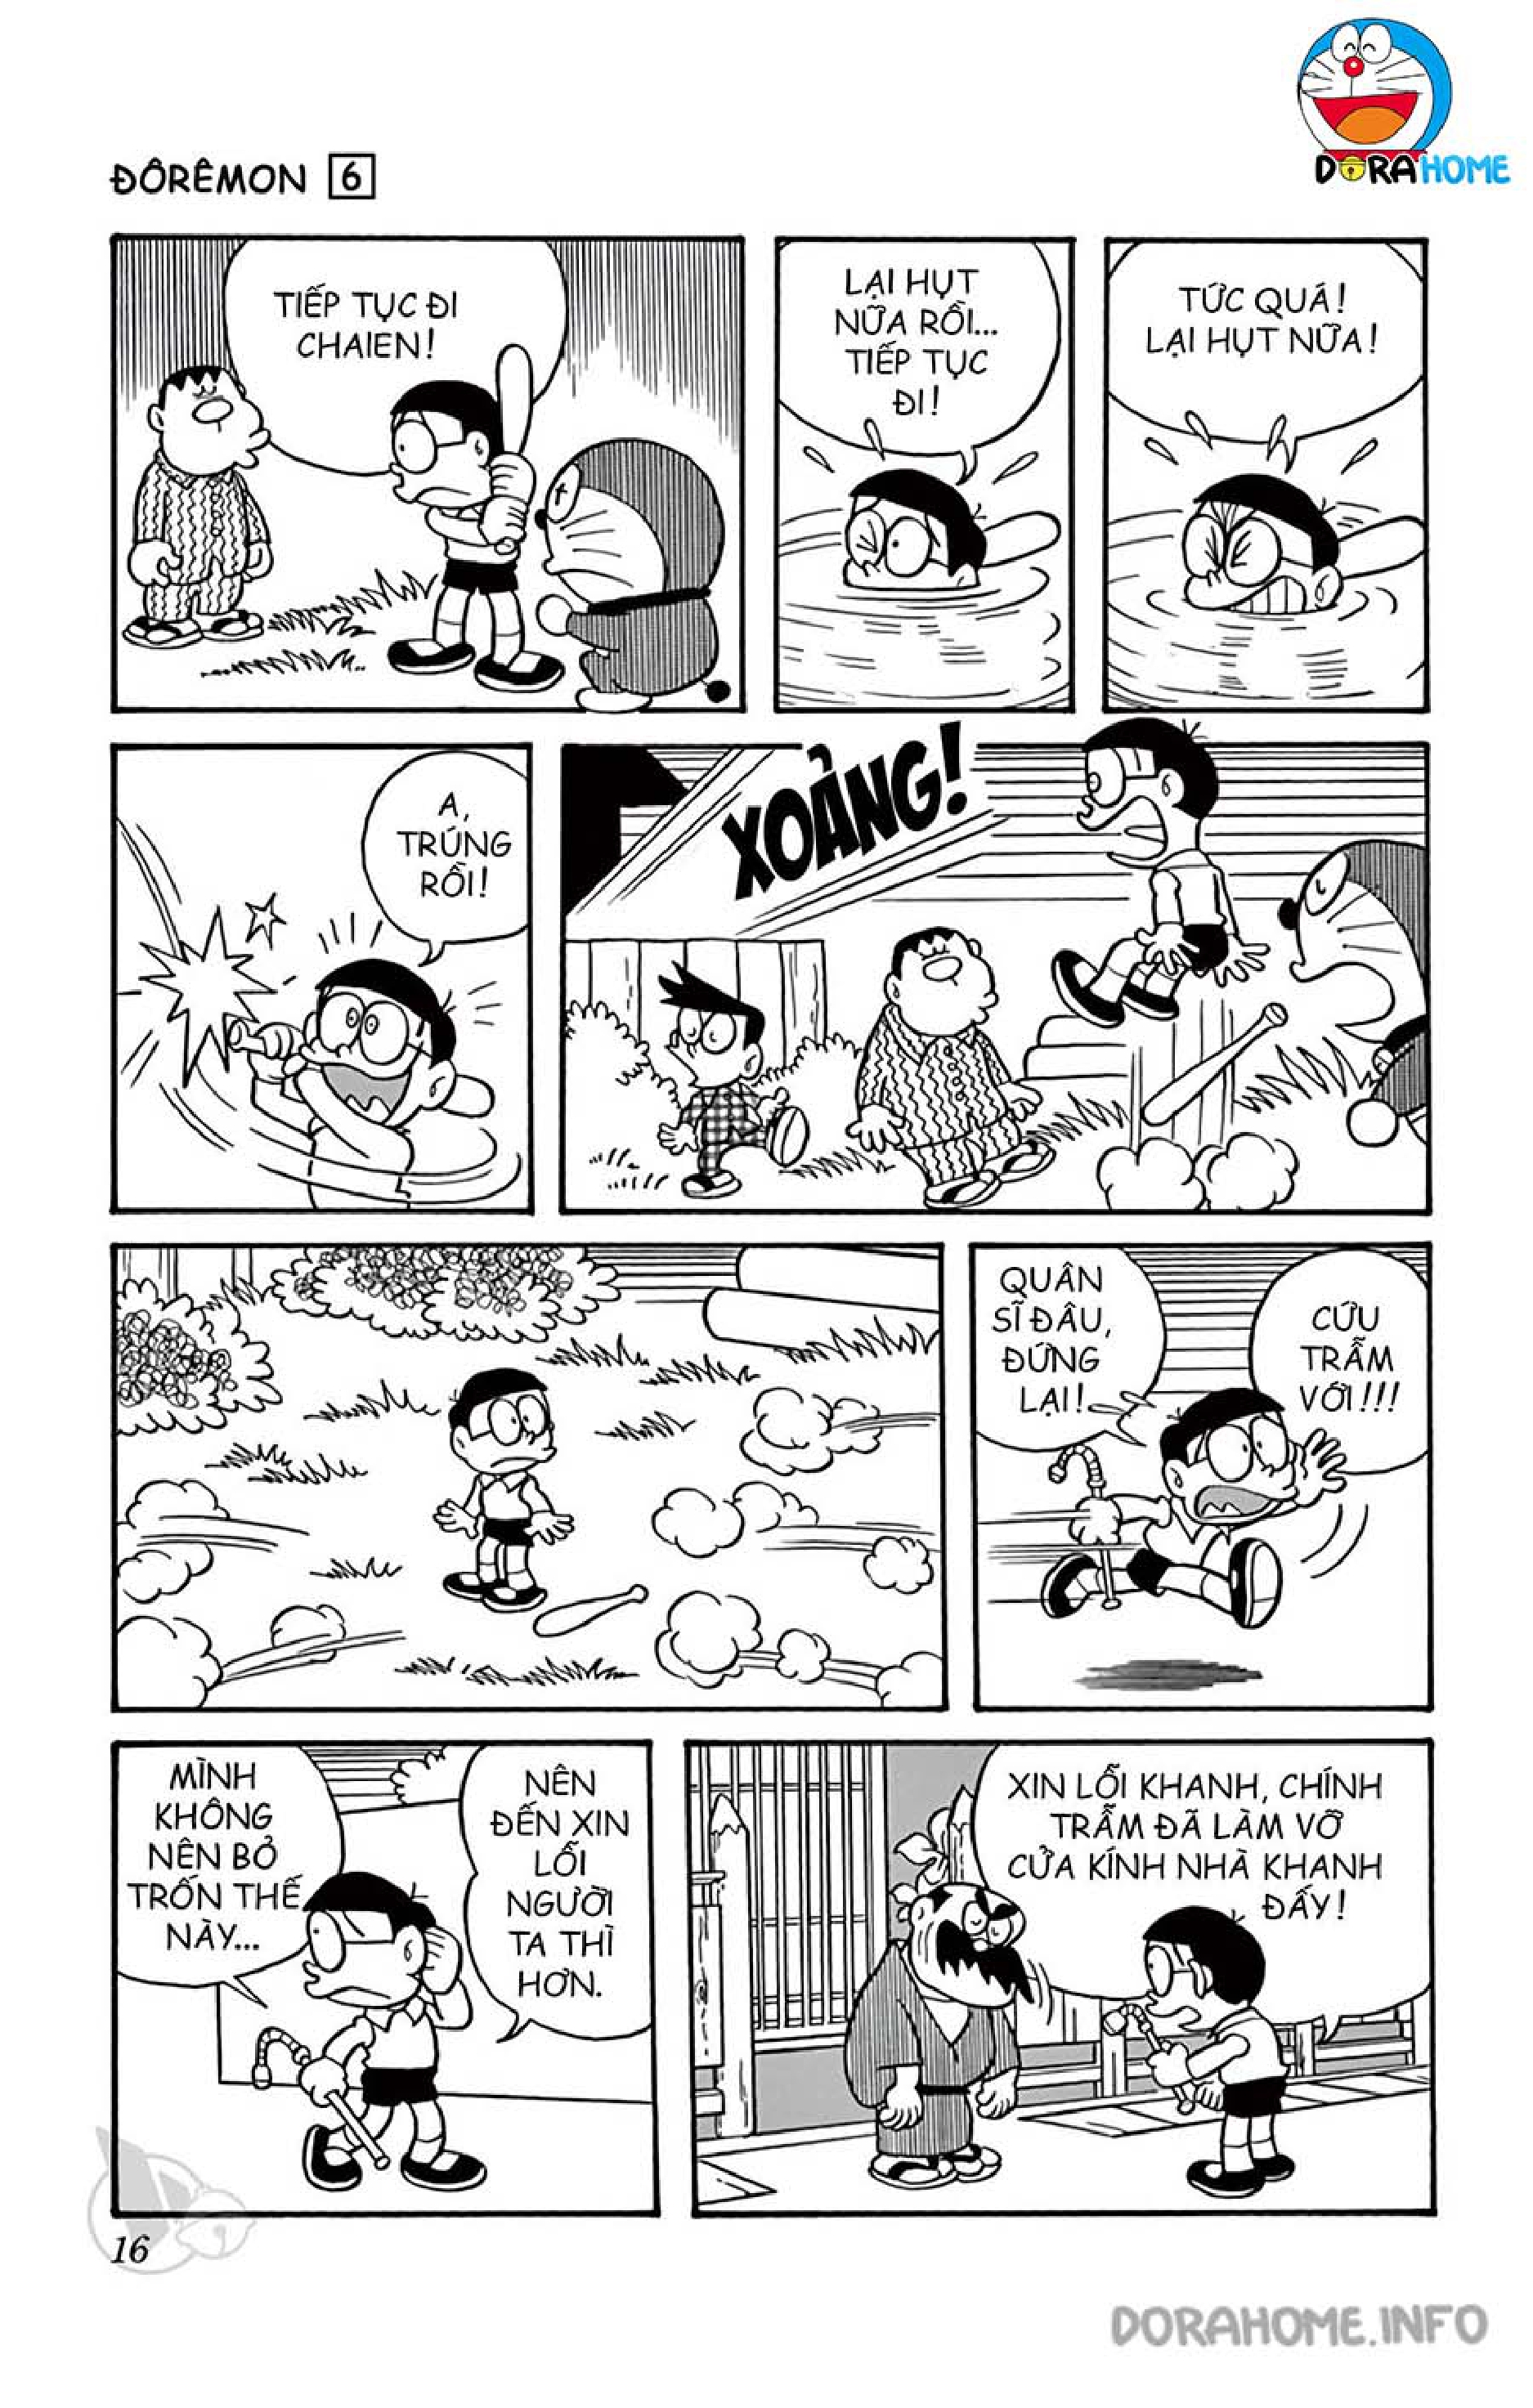 DORAHOME
ĐÔRÊMON 6
TIẾP TỤC ĐI
CHAIEN!
LẠI HỤT
NỮA RỒI...
TIẾP TỤC
ĐI!
TỨC QUÁ!
LẠI HỤT NỮA!
A,
TRÚNG
RỒI!
XOẢNG!
QUÂN
SĨ ĐÂU,
ĐỨNG
LẠI!
CỨU
TRẪM
VỚI!!!
MÌNH
KHÔNG
NÊN BỎ
TRỐN THẾ
NÀY...
NÊN
ĐẾN XIN
LỖI
NGƯỜI
TA THÌ
HƠN.
XIN LỖI KHANH, CHÍNH
TRẪM ĐÃ LÀM VỠ
CỬA KÍNH NHÀ KHANH
ĐẤY!
16
DORAHOME.INFO